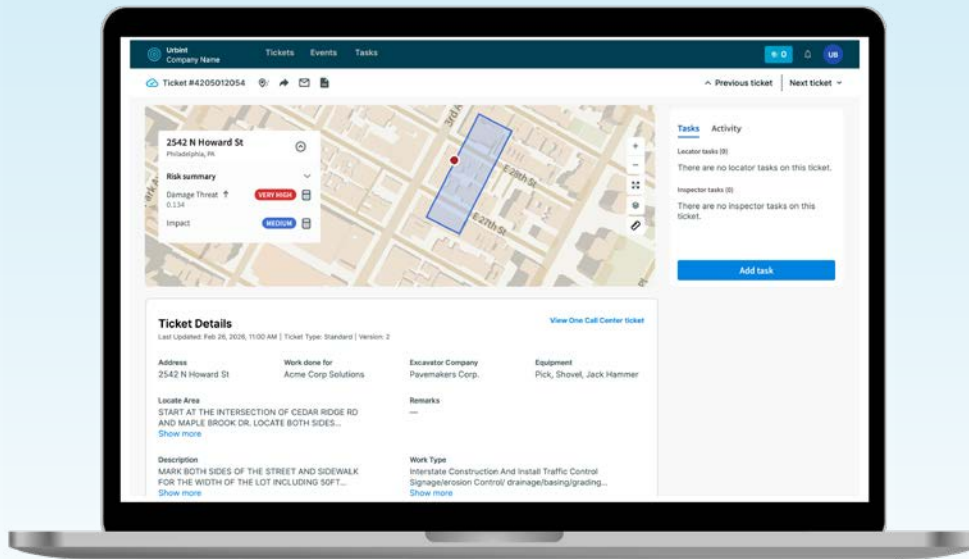 Urbint
Company Name
Tickets Events Tasks
0
UB
Ticket #4205012054
Previous ticket
Next ticket
2542 N Howard St
Philadelphia, PA
Risk summary
Damage Threat
VERY HIGH
0.134
Impact
MEDIUM
3rd A
E 28th St
E 27th St
ark A
Tasks Activity
Locator tasks (0)
There are no locator tasks on this ticket.
Inspector tasks (0)
There are no inspector tasks on this
ticket.
Add task
Ticket Details
View One Call Center ticket
Last Updated: Feb 26, 2026, 11:00 AM | Ticket Type: Standard | Version: 2
Address
2542 N Howard St
Work done for
Acme Corp Solutions
Excavator Company
Pavemakers Corp.
Equipment
Pick, Shovel, Jack Hammer
Locate Area
START AT THE INTERSECTION OF CEDAR RIDGE RD
AND MAPLE BROOK DR. LOCATE BOTH SIDES...
Show more
Remarks
—
Description
MARK BOTH SIDES OF THE STREET AND SIDEWALK
FOR THE WIDTH OF THE LOT INCLUDING SOFT...
Show more
Work Type
Interstate Construction And Install Traffic Control
Signage/erosion Control/ drainage/basing/grading...
Show more